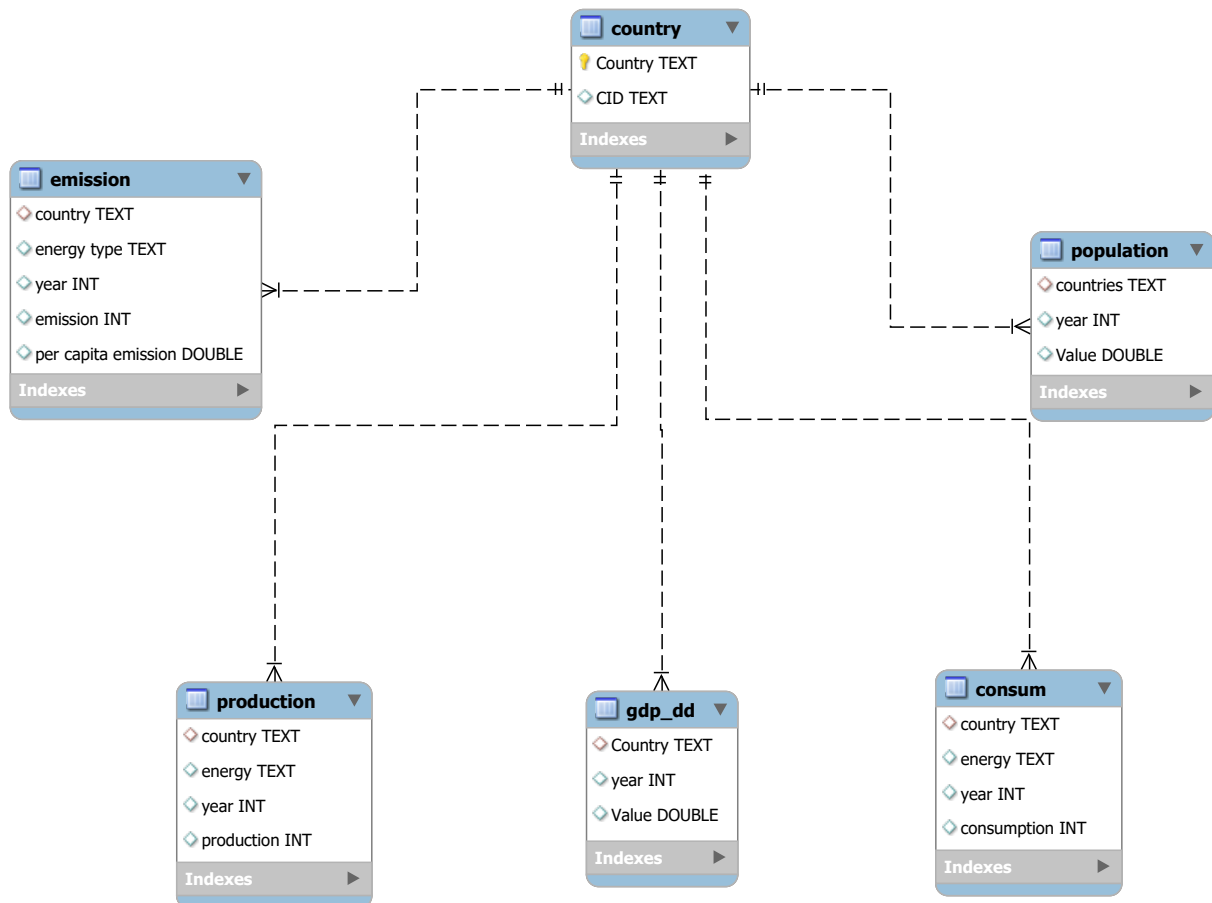 country
Country TEXT
CID TEXT
Indexes
emission
country TEXT
energy type TEXT
year INT
emission INT
per capita emission DOUBLE
Indexes
population
countries TEXT
year INT
Value DOUBLE
Indexes
production
country TEXT
energy TEXT
year INT
production INT
Indexes
gdp_dd
Country TEXT
year INT
Value DOUBLE
Indexes
consum
country TEXT
energy TEXT
year INT
consumption INT
Indexes